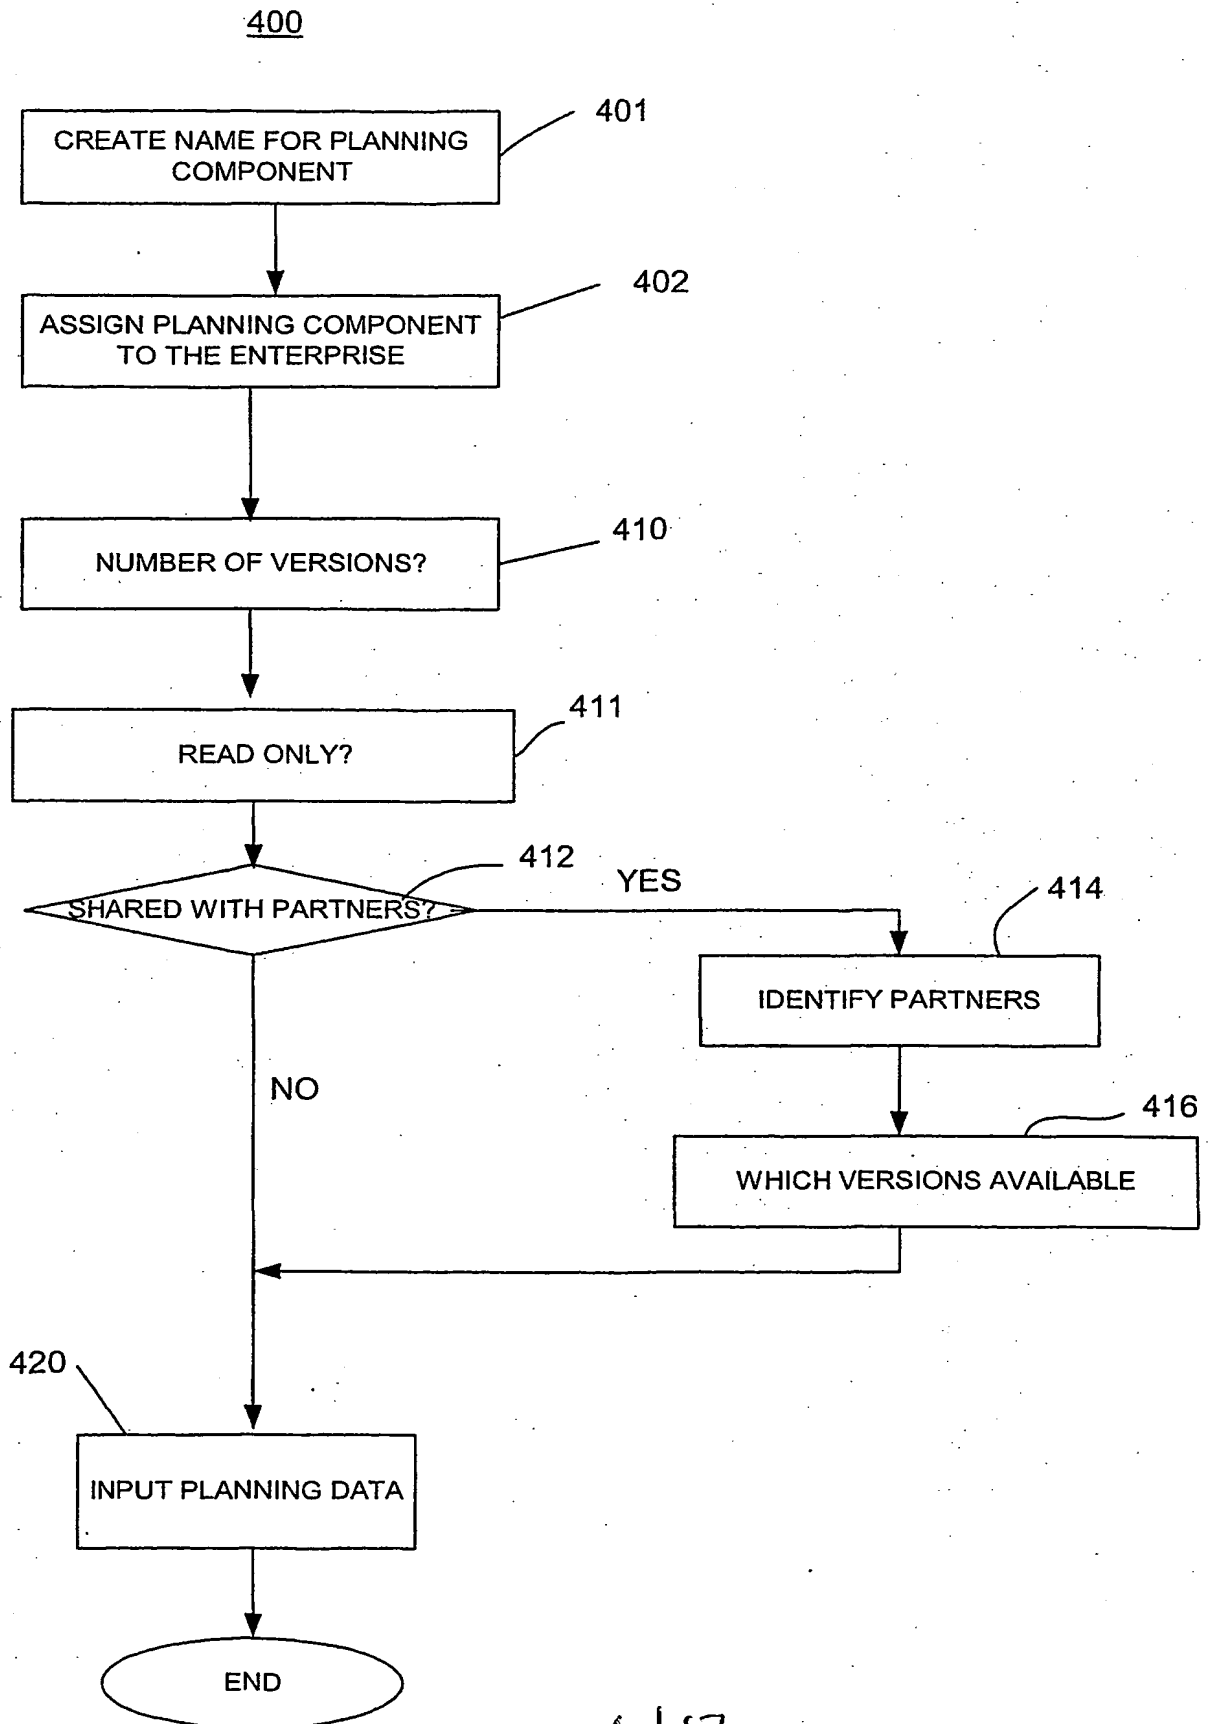 400
401
CREATE NAME FOR PLANNING
COMPONENT
402
ASSIGN PLANNING COMPONENT
TO THE ENTERPRISE
410
NUMBER OF VERSIONS?
411
READ ONLY?
412
SHARED WITH PARTNERS?
YES
414
IDENTIFY PARTNERS
NO
416
WHICH VERSIONS AVAILABLE
420
INPUT PLANNING DATA
END